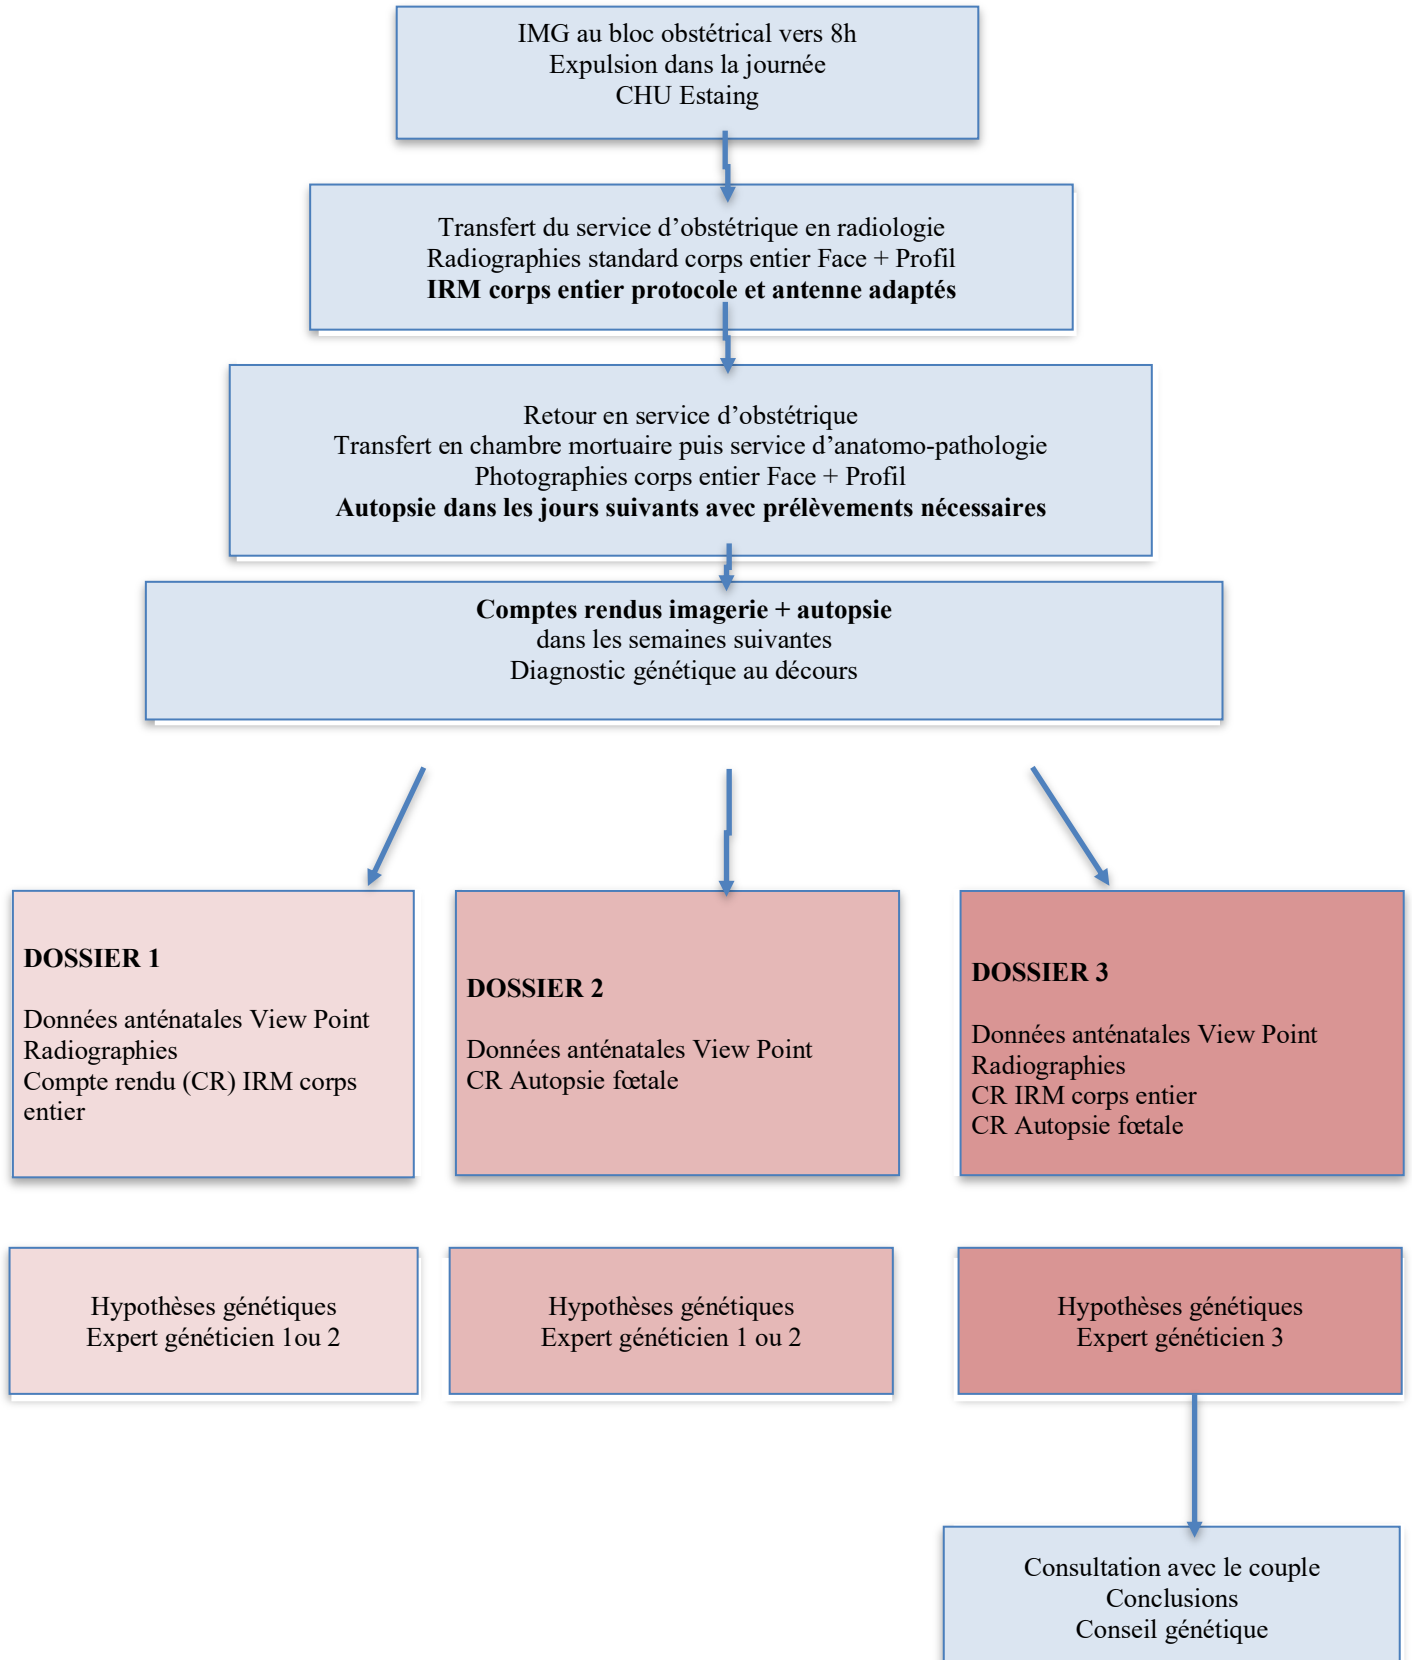 IMG au bloc obstétrical vers 8h
Expulsion dans la journée
CHU Estaing
Transfert du service d’obstétrique en radiologie
Radiographies standard corps entier Face + Profil
IRM corps entier protocole et antenne adaptés
Retour en service d’obstétrique
Transfert en chambre mortuaire puis service d’anatomo-pathologie
Photographies corps entier Face + Profil
Autopsie dans les jours suivants avec prélèvements nécessaires
Comptes rendus imagerie + autopsie
dans les semaines suivantes
Diagnostic génétique au décours
DOSSIER 1
Données anténatales View Point
Radiographies
Compte rendu (CR) IRM corps
entier
DOSSIER 2
Données anténatales View Point
CR Autopsie fœtale
DOSSIER 3
Données anténatales View Point
Radiographies
CR IRM corps entier
CR Autopsie fœtale
Hypothèses génétiques
Expert généticien 1ou 2
Hypothèses génétiques
Expert généticien 1 ou 2
Hypothèses génétiques
Expert généticien 3
Consultation avec le couple
Conclusions
Conseil génétique